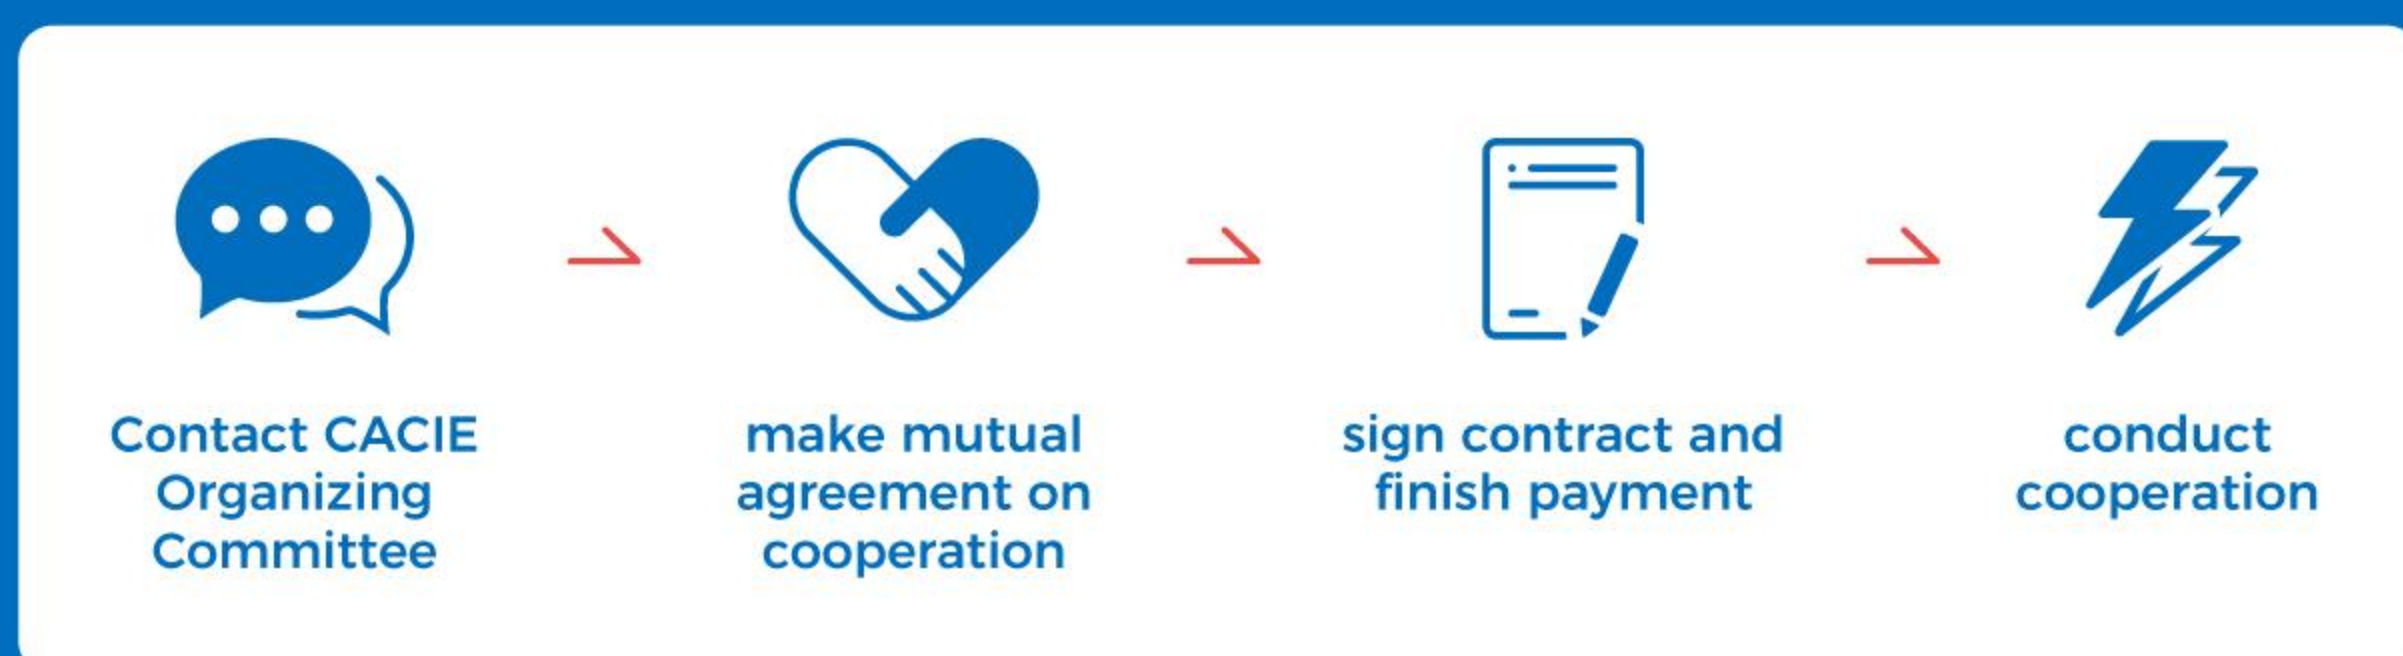 Contact CACIE
Organizing
Committee
make mutual
agreement on
cooperation
sign contract and
finish payment
conduct
cooperation